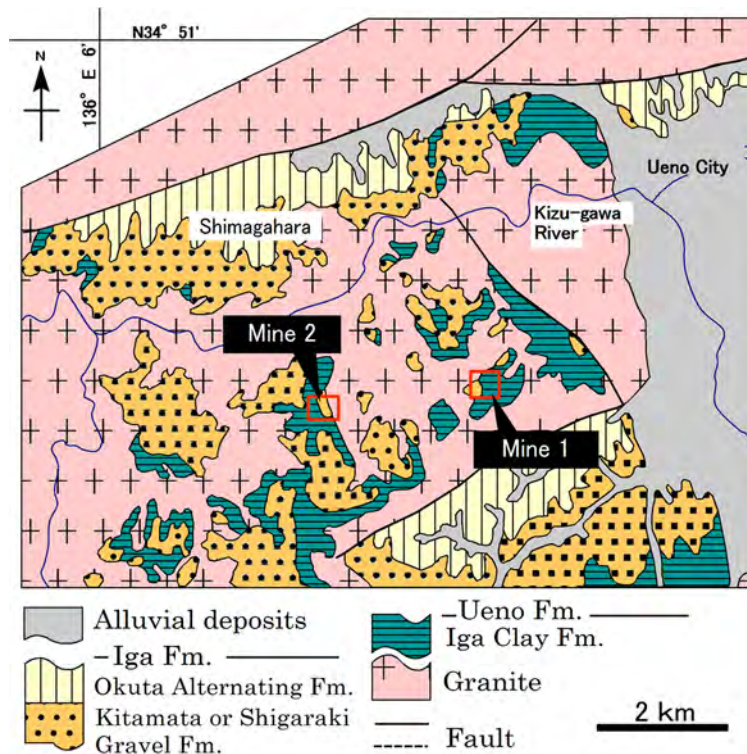 N34° 51'
136° E 6'
N
Ueno City
Shimagahara
Kizu-gawa
River
Mine 2
Mine 1
Alluvial deposits
Iga Fm.
Okuta Alternating Fm.
Kitamata or Shigaraki
Gravel Fm.
Ueno Fm.
Iga Clay Fm.
Granite
Fault
2 km